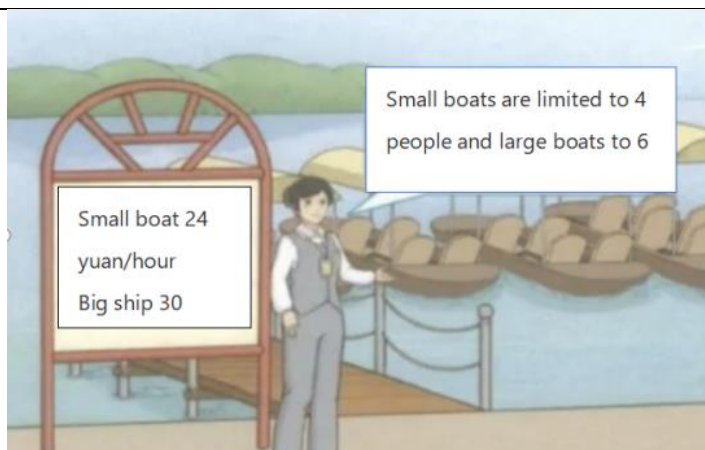 Small boats are limited to 4
people and large boats to 6
Small boat 24
yuan/hour
Big ship 30